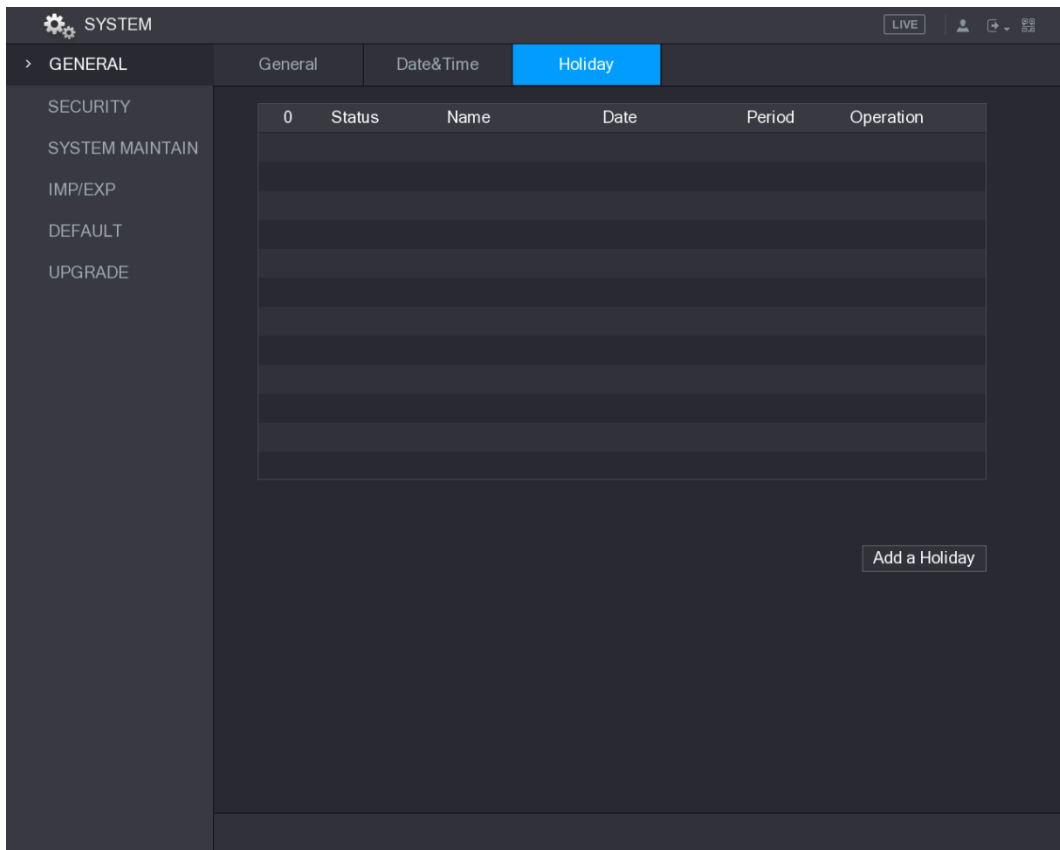 SYSTEM
LIVE
> GENERAL
General Date&Time Holiday
SECURITY
SYSTEM MAINTAIN
IMP/EXP
DEFAULT
UPGRADE
0 Status Name Date Period Operation
Add a Holiday